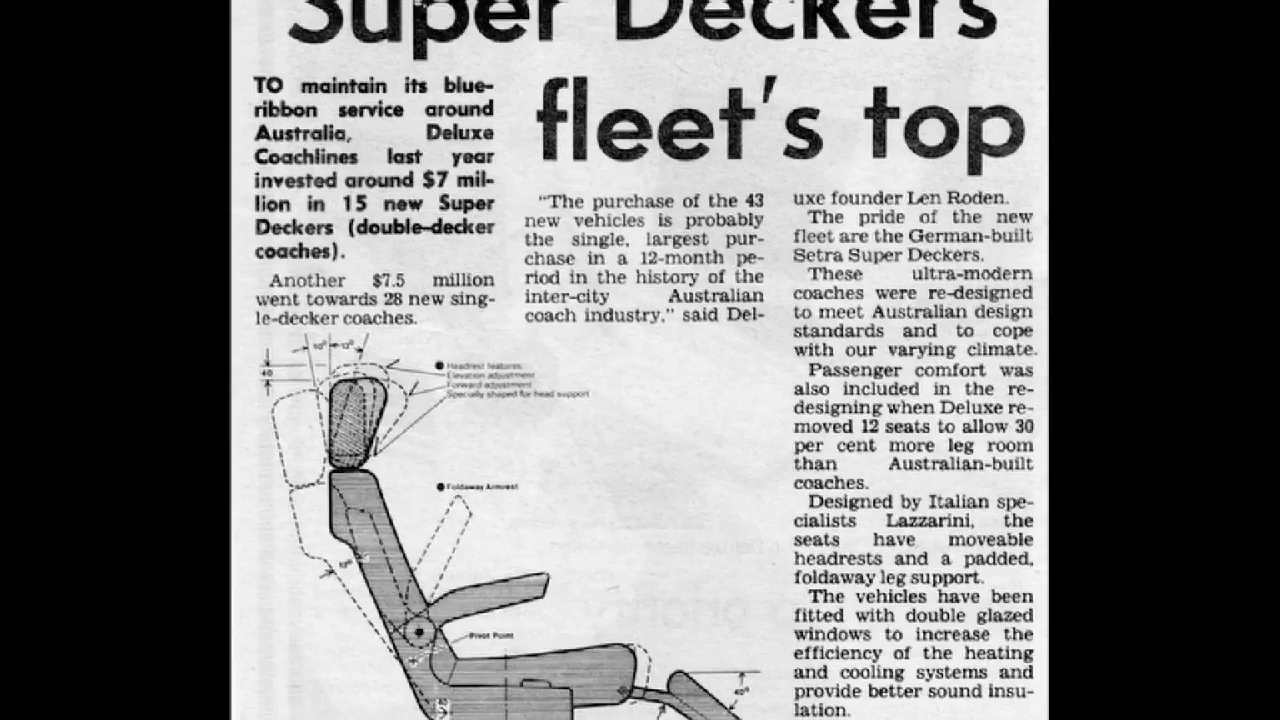 Super Deckers
fleet's top
TO maintain its blue-
ribbon service around
Australia, Deluxe
Coachlines last year
invested around $7 mil-
lion in 15 new Super
Deckers (double-decker
coaches).
Another $7.5 million
went towards 28 new sing-
le-decker coaches.
"The purchase of the 43
new vehicles is probably
the single, largest pur-
chase in a 12-month pe-
riod in the history of the
inter-city Australian
coach industry," said Del-
uxe founder Len Roden.
The pride of the new
fleet are the German-built
Setra Super Deckers.
These ultra-modern
coaches were re-designed
to meet Australian design
standards and to cope
with our varying climate.
Passenger comfort was
also included in the re-
designing when Deluxe re-
moved 12 seats to allow 30
per cent more leg room
than Australian-built
coaches.
Designed by Italian spe-
cialists Lazzarini, the
seats have moveable
headrests and a padded,
foldaway leg support.
The vehicles have been
fitted with double glazed
windows to increase the
efficiency of the heating
and cooling systems and
provide better sound insu-
lation.
10° 12°
40
Headrest features:
Elevation adjustment
Forward adjustment
Specially shaped for head support
Foldaway Armrest
Pivot Point
40°